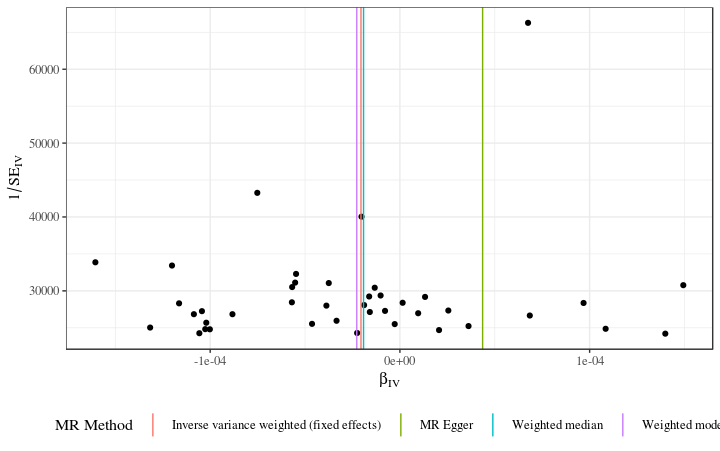 60000
50000
40000
30000
1/SE_IV
-1e-04
0e+00
1e-04
β_IV
MR Method
Inverse variance weighted (fixed effects)
MR Egger
Weighted median
Weighted mode